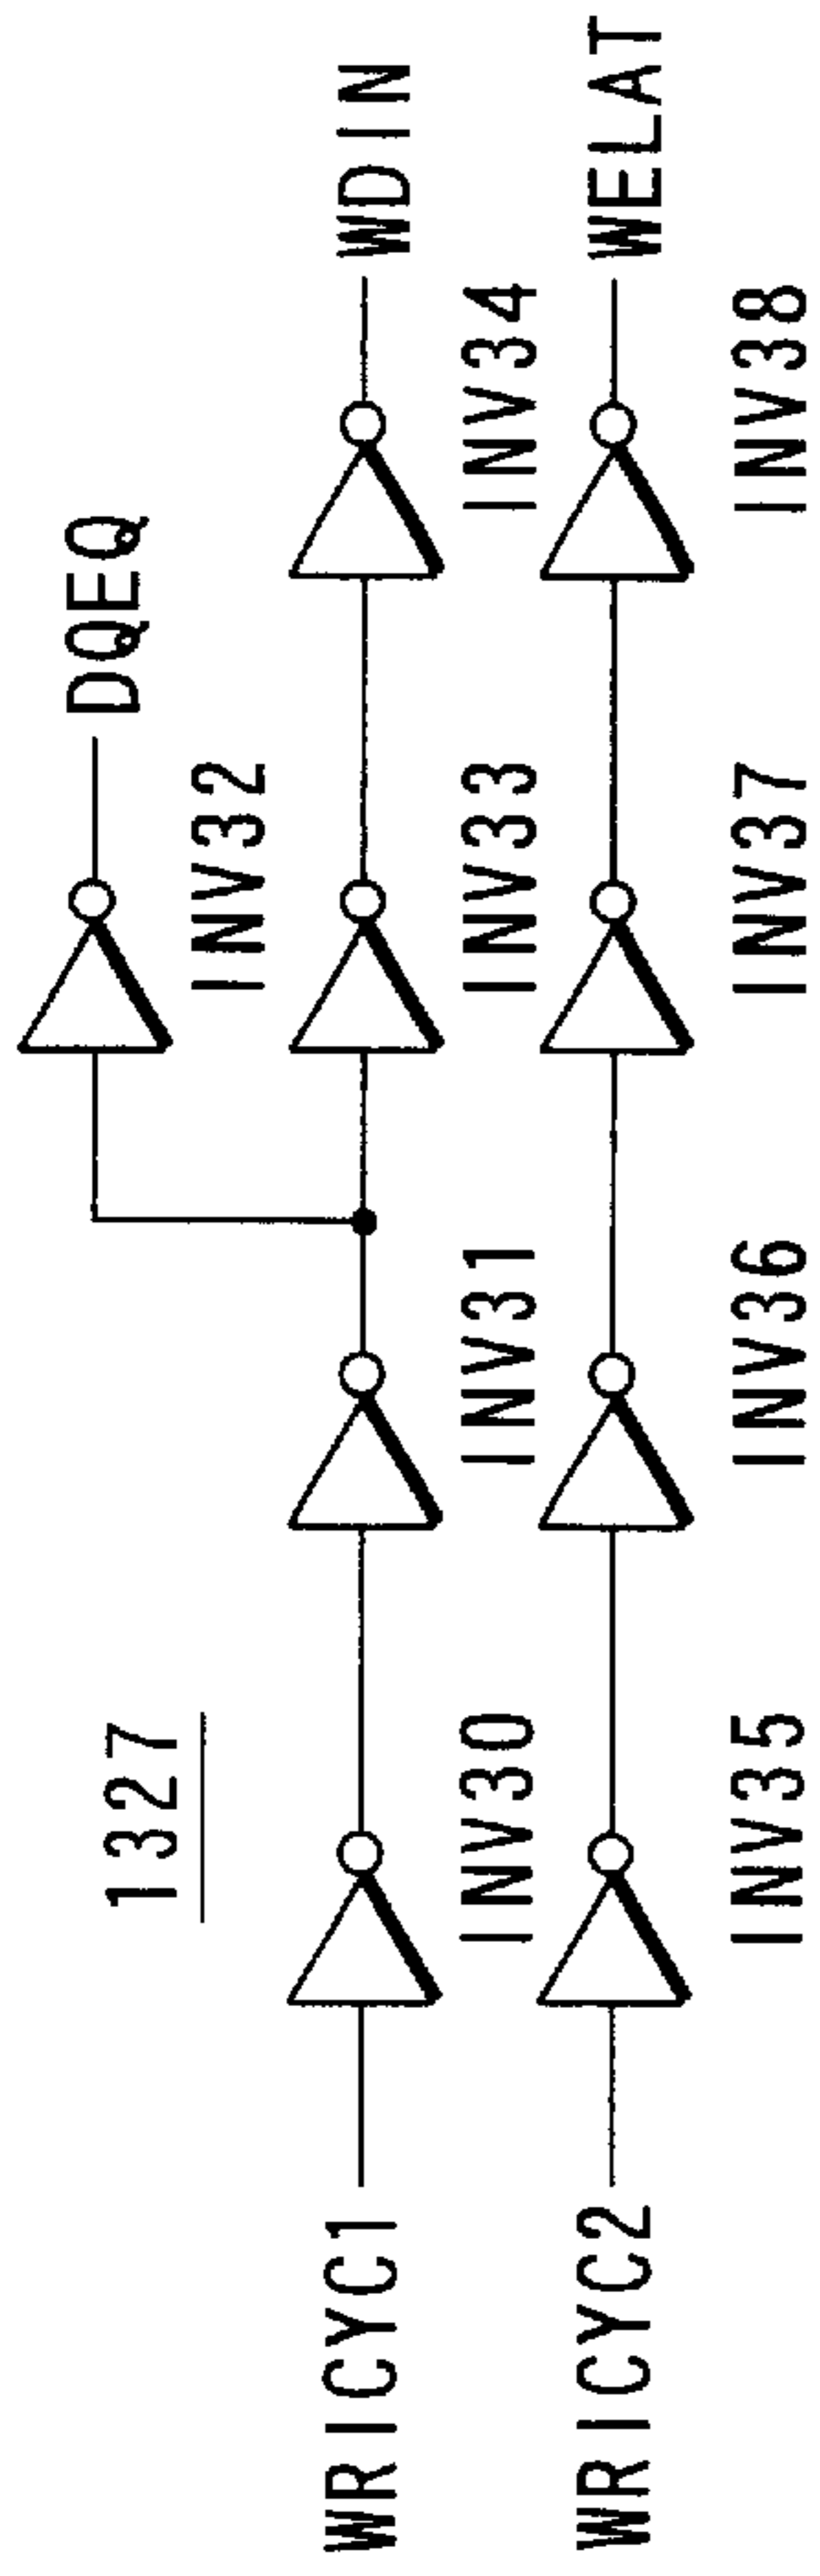 1327
DQEQ
INV32
WRICYC1
WDIN
INV30
INV31
INV33
INV34
WRICYC2
WELAT
INV35
INV36
INV37
INV38